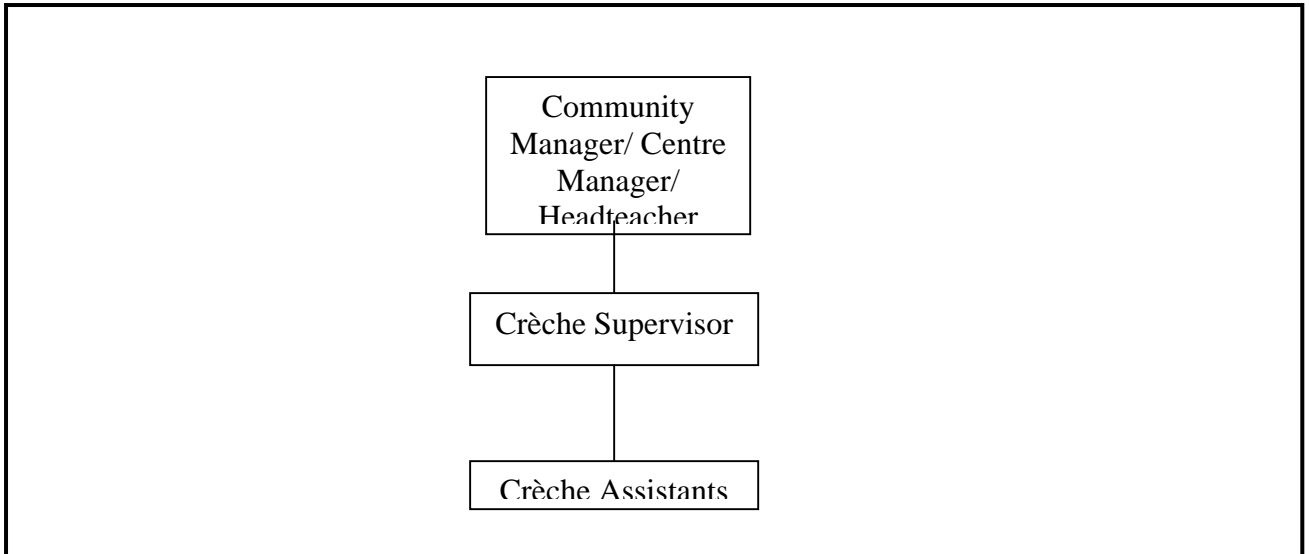 Community
Manager/ Centre
Manager/
Headteacher
Crèche Supervisor
Crèche Assistants